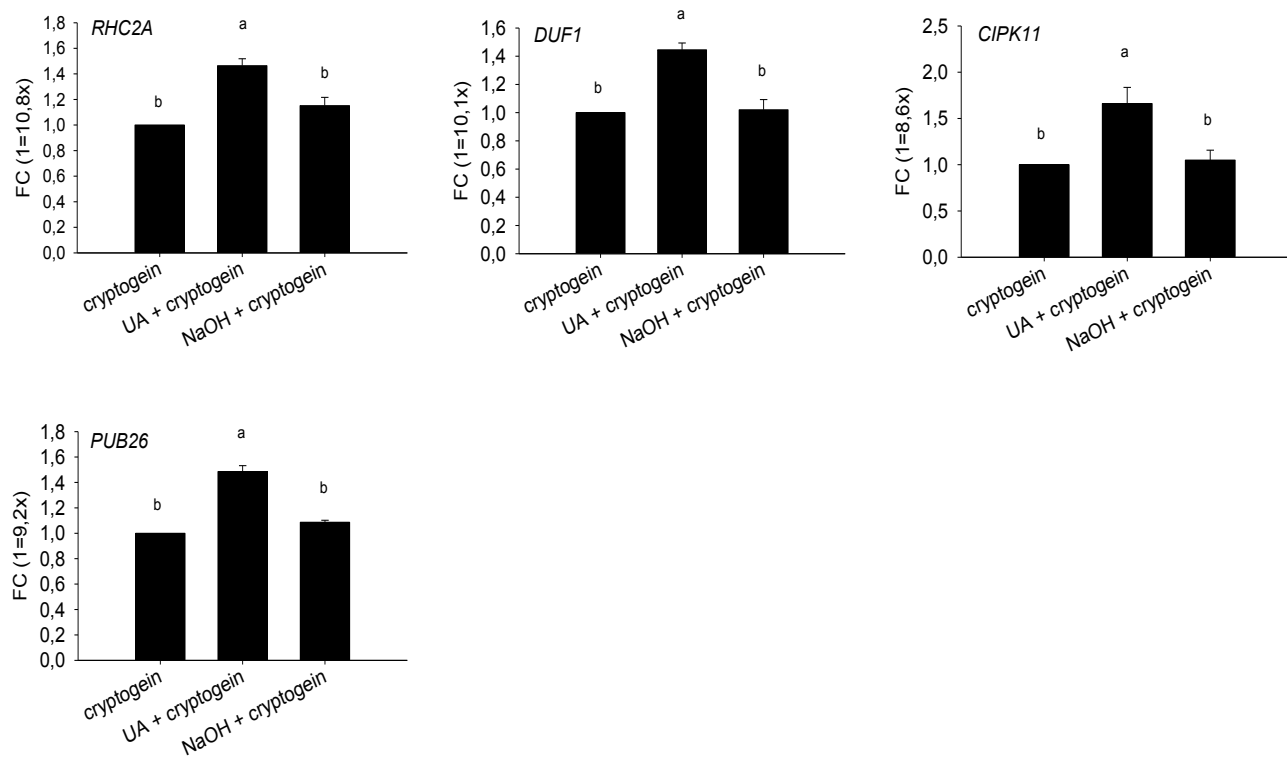 RHC2A
FC (1=10,8x)
1,8
1,6
1,4
1,2
1,0
0,8
0,6
0,4
0,2
0,0
b
a
b
cryptogein
UA + cryptogein
NaOH + cryptogein
DUF1
FC (1=10,1x)
1,6
1,4
1,2
1,0
0,8
0,6
0,4
0,2
0,0
b
a
b
cryptogein
UA + cryptogein
NaOH + cryptogein
CIPK11
FC (1=8,6x)
2,5
2,0
1,5
1,0
0,5
0,0
b
a
b
cryptogein
UA + cryptogein
NaOH + cryptogein
PUB26
FC (1=9,2x)
1,8
1,6
1,4
1,2
1,0
0,8
0,6
0,4
0,2
0,0
b
a
b
cryptogein
UA + cryptogein
NaOH + cryptogein